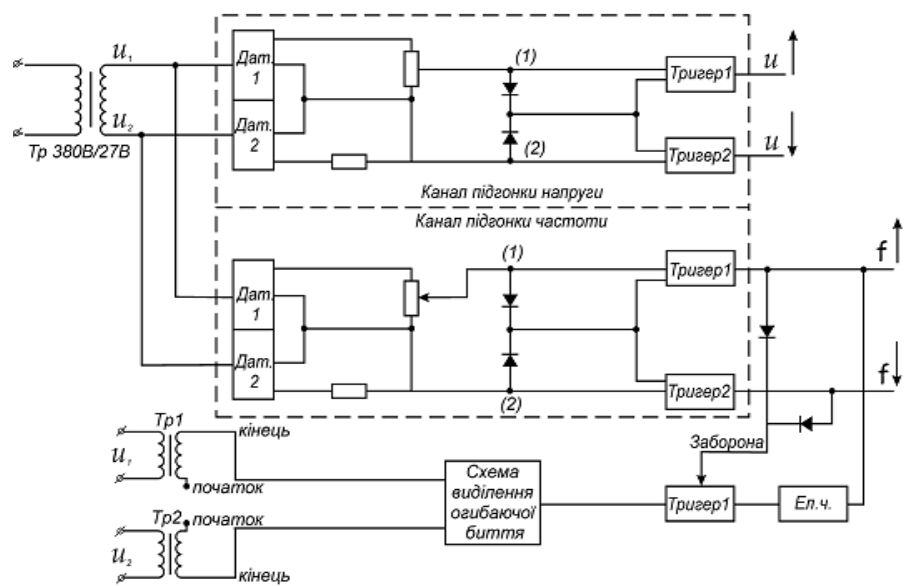 u₁
u₂
Тр 380В/27В
Дат. 1
Дат. 2
(1)
(2)
Тригер1
Тригер2
u
u
Канал підгонки напруги
Канал підгонки частоти
Дат. 1
Дат. 2
(1)
(2)
Тригер1
Тригер2
f
f
Заборона
Тр1
кінець
u₁
початок
Тр2
початок
u₂
кінець
Схема
виділення
огибаючої
биття
Тригер1
Ел.ч.